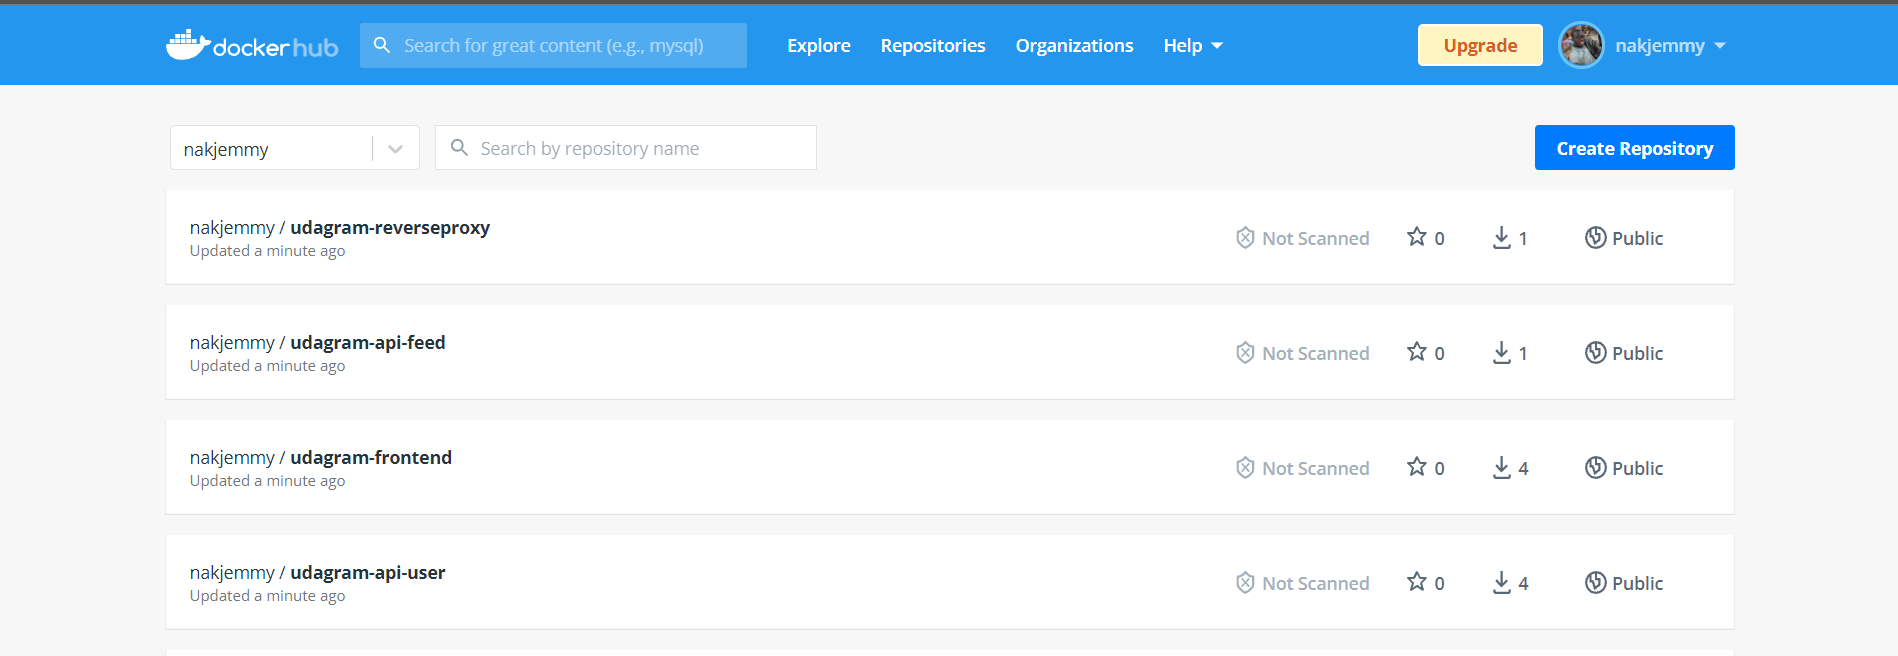 dockerhub Search for great content (e.g., mysql) Explore Repositories Organizations Help Upgrade nakjemmy
nakjemmy Search by repository name Create Repository
nakjemmy / udagram-reverseproxy
Updated a minute ago
Not Scanned 0 1 Public
nakjemmy / udagram-api-feed
Updated a minute ago
Not Scanned 0 1 Public
nakjemmy / udagram-frontend
Updated a minute ago
Not Scanned 0 4 Public
nakjemmy / udagram-api-user
Updated a minute ago
Not Scanned 0 4 Public